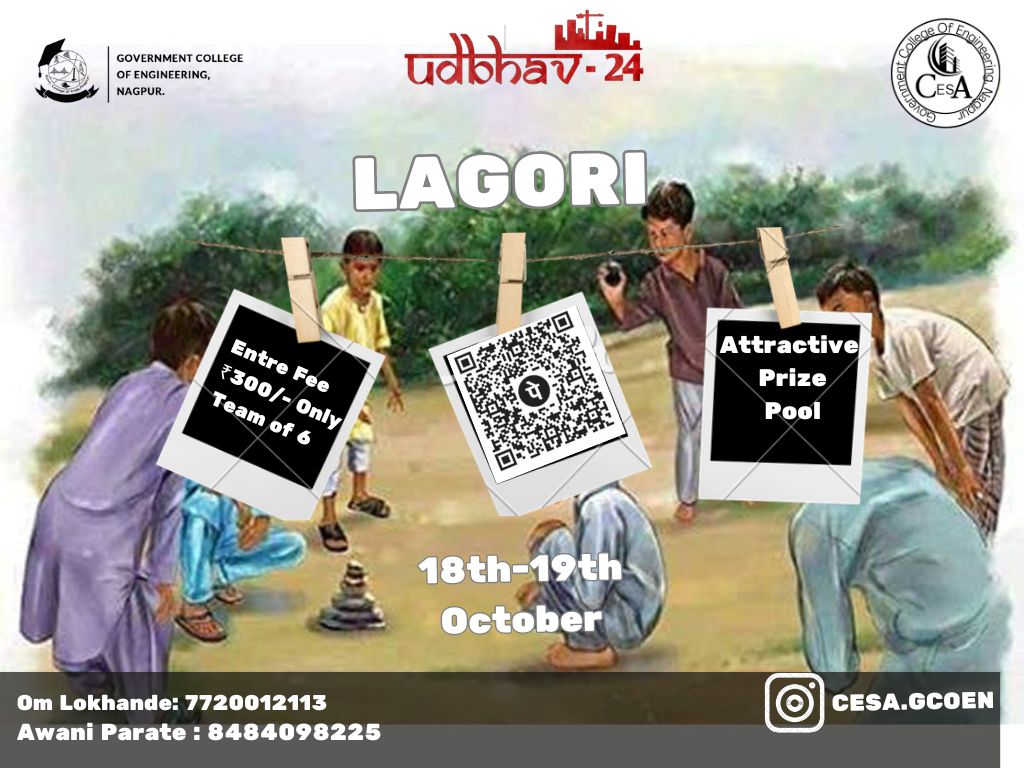 GOVERNMENT COLLEGE
OF ENGINEERING,
NAGPUR.
udbhav - 24
Government College Of Engineering, Nagpur
CESA
LAGORI
Entre Fee
₹300/- Only
Team of 6
पे
Attractive
Prize
Pool
18th-19th
October
Om Lokhande: 7720012113
Awani Parate : 8484098225
CESA.GCOEN